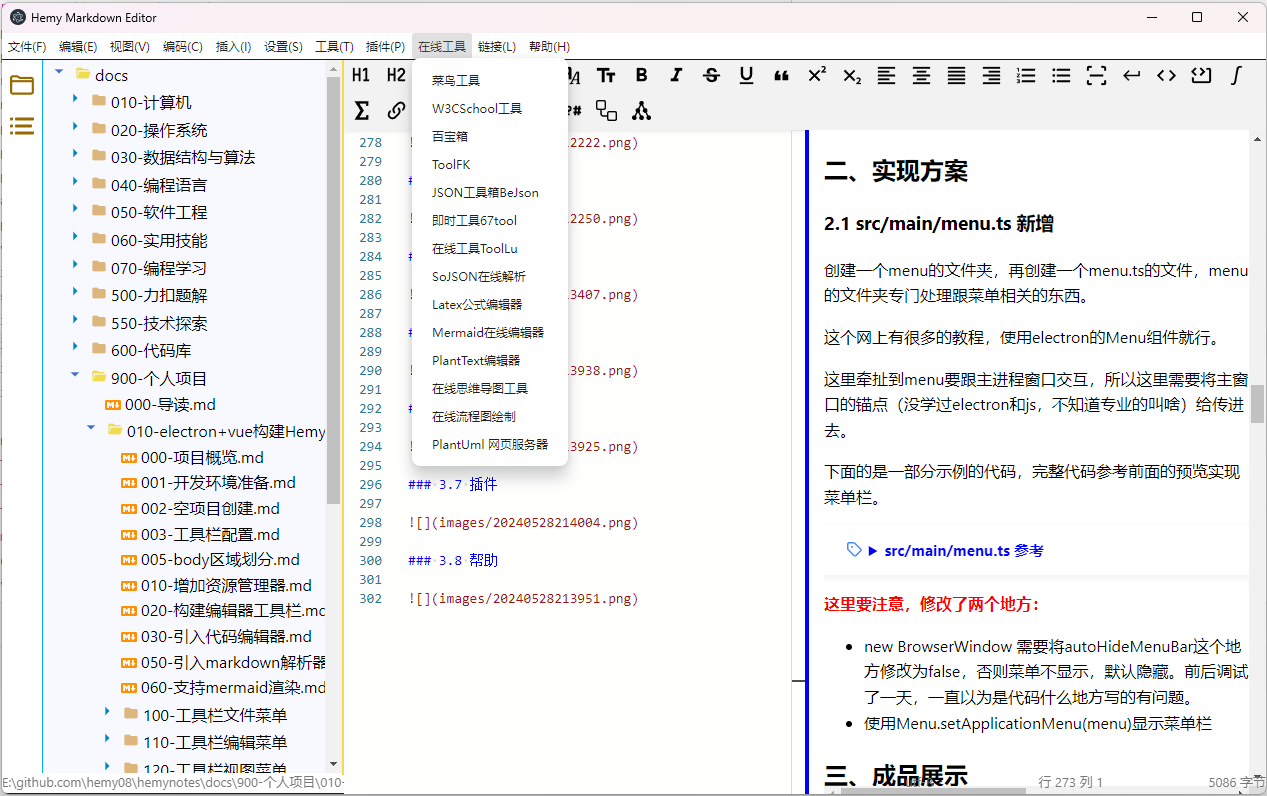 Hemy Markdown Editor
文件(F) 编辑(E) 视图(V) 编码(C) 插入(I) 设置(S) 工具(T) 插件(P) 在线工具 链接(L) 帮助(H)
docs
010-计算机
020-操作系统
030-数据结构与算法
040-编程语言
050-软件工程
060-实用技能
070-编程学习
500-力扣题解
550-技术探索
600-代码库
900-个人项目
000-导读.md
010-electron+vue构建Hemy
000-项目概览.md
001-开发环境准备.md
002-空项目创建.md
003-工具栏配置.md
005-body区域划分.md
010-增加资源管理器.md
020-构建编辑器工具栏.md
030-引入代码编辑器.md
050-引入markdown解析器
060-支持mermaid渲染.md
100-工具栏文件菜单
110-工具栏编辑菜单
120-工具栏视图菜单
E:\github.com\hemy08\hemynotes\docs\900-个人项目\010-
H1 H2
菜鸟工具
W3CSchool工具
百宝箱
ToolFK
JSON工具箱BeJson
即时工具67tool
在线工具ToolLu
SoJSON在线解析
Latex公式编辑器
Mermaid在线编辑器
PlantText编辑器
在线思维导图工具
在线流程图绘制
PlantUml 网页服务器
278 2222.png)
279
280 #
281
282 2250.png)
283
284 #
285
286 3407.png)
287
288 #
289
290 3938.png)
291
292 #
293
294 3925.png)
295
296 ### 3.7 插件
297
298 ![](images/20240528214004.png)
299
300 ### 3.8 帮助
301
302 ![](images/20240528213951.png)
二、实现方案
2.1 src/main/menu.ts 新增
创建一个menu的文件夹，再创建一个menu.ts的文件，menu
的文件夹专门处理跟菜单相关的东西。
这个网上有很多的教程，使用electron的Menu组件就行。
这里牵扯到menu要跟主进程窗口交互，所以这里需要将主窗
口的锚点（没学过electron和js，不知道专业的叫啥）给传进
去。
下面的是一部分示例的代码，完整代码参考前面的预览实现
菜单栏。
src/main/menu.ts 参考
这里要注意，修改了两个地方：
new BrowserWindow 需要将autoHideMenuBar这个地
方修改为false，否则菜单不显示，默认隐藏。前后调试
了一天，一直以为是代码什么地方写的有问题。
使用Menu.setApplicationMenu(menu)显示菜单栏
三、成品展示
行 273 列 1
5086 字节